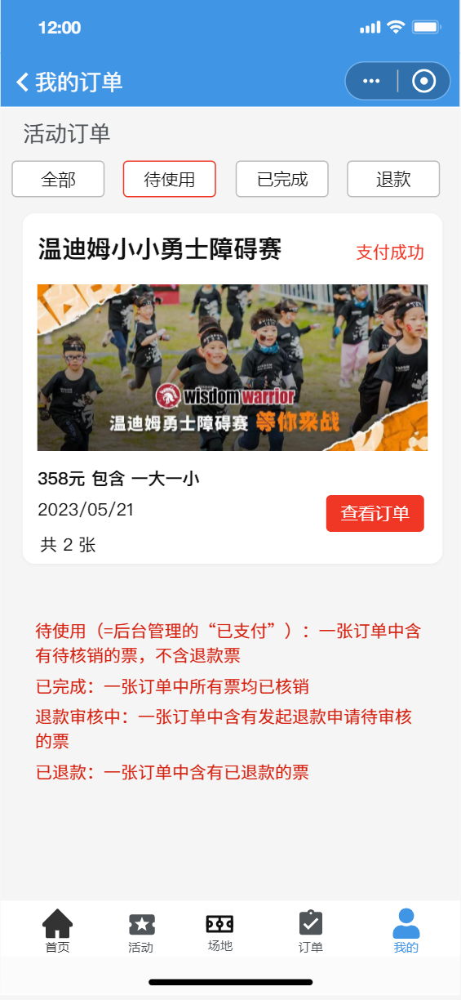 12:00
我的订单
活动订单
全部 待使用 已完成 退款
温迪姆小小勇士障碍赛
支付成功
wisdom warrior
温迪姆勇士障碍赛 等你来战
358元 包含 一大一小
2023/05/21
查看订单
共 2 张
待使用（=后台管理的“已支付”）：一张订单中含
有待核销的票，不含退款票
已完成：一张订单中所有票均已核销
退款审核中：一张订单中含有发起退款申请待审核
的票
已退款：一张订单中含有已退款的票
首页 活动 场地 订单 我的